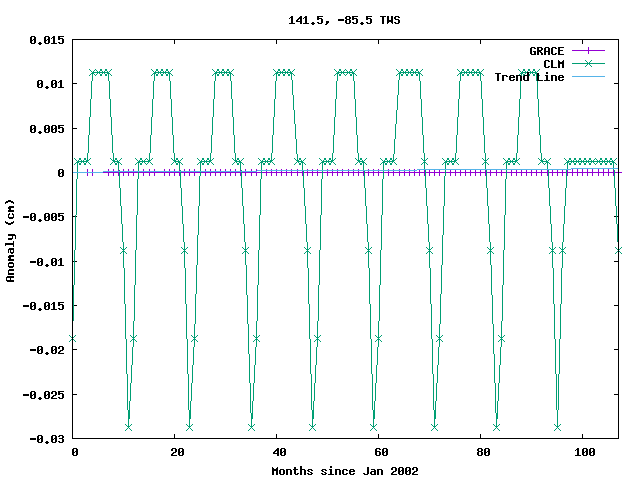 141.5, -85.5 TWS
0.015
0.01
0.005
0
-0.005
-0.01
-0.015
-0.02
-0.025
-0.03
Anomaly (cm)
GRACE
CLM
Trend Line
0 20 40 60 80 100
Months since Jan 2002